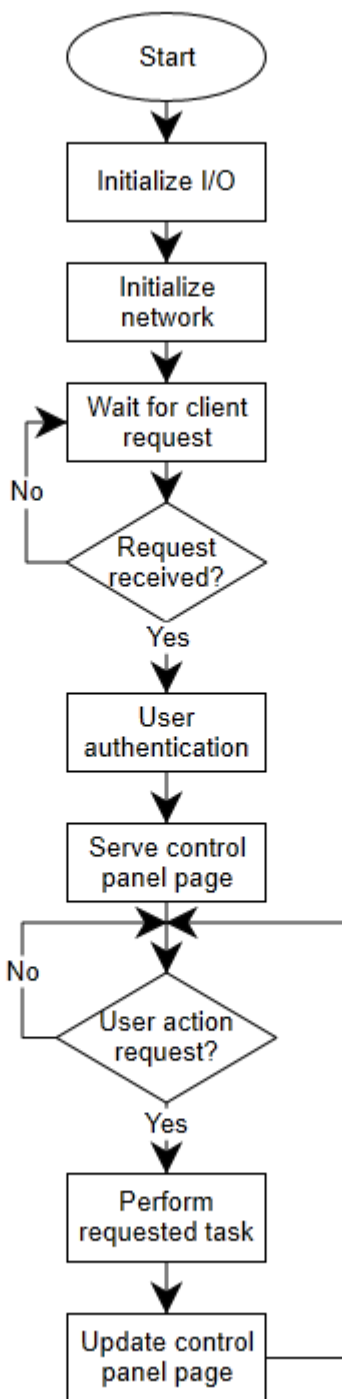 Start
Initialize I/O
Initialize
network
Wait for client
request
No
Request
received?
Yes
User
authentication
Serve control
panel page
No
User action
request?
Yes
Perform
requested task
Update control
panel page